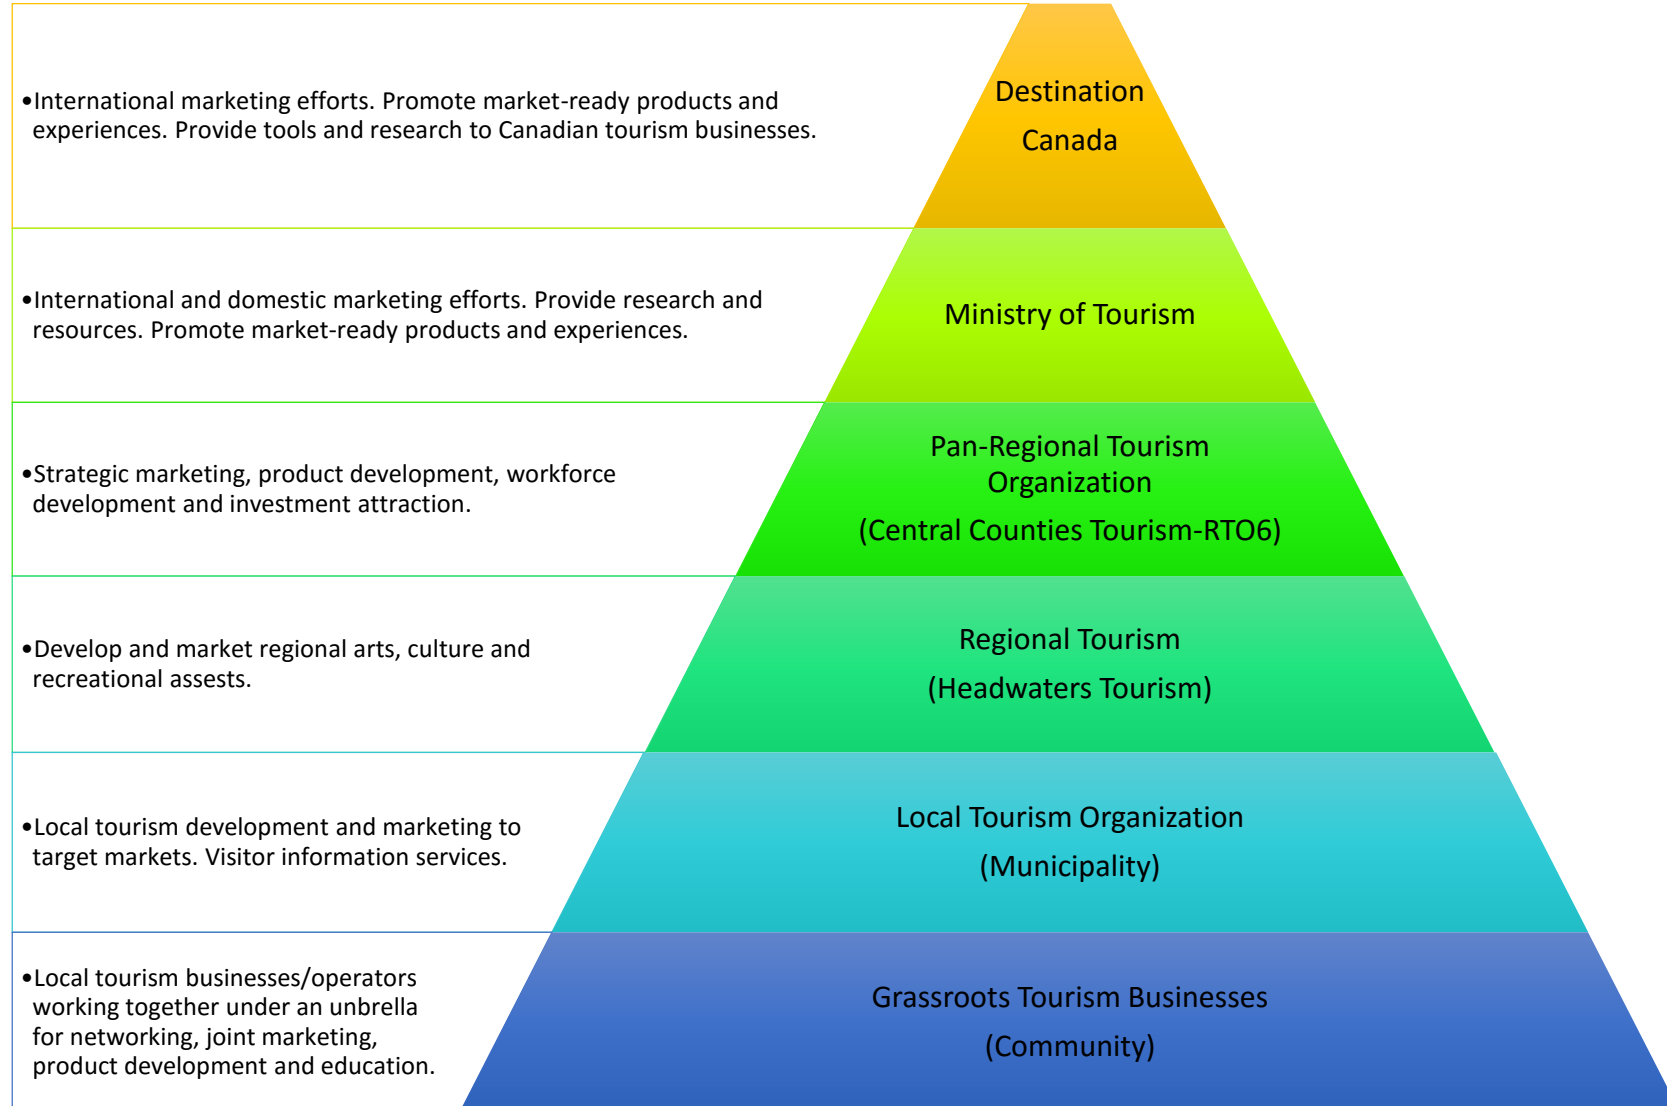 •International marketing efforts. Promote market-ready products and
experiences. Provide tools and research to Canadian tourism businesses.
Destination
Canada
•International and domestic marketing efforts. Provide research and
resources. Promote market-ready products and experiences.
Ministry of Tourism
•Strategic marketing, product development, workforce
development and investment attraction.
Pan-Regional Tourism
Organization
(Central Counties Tourism-RTO6)
•Develop and market regional arts, culture and
recreational assests.
Regional Tourism
(Headwaters Tourism)
•Local tourism development and marketing to
target markets. Visitor information services.
Local Tourism Organization
(Municipality)
•Local tourism businesses/operators
working together under an unbrella
for networking, joint marketing,
product development and education.
Grassroots Tourism Businesses
(Community)